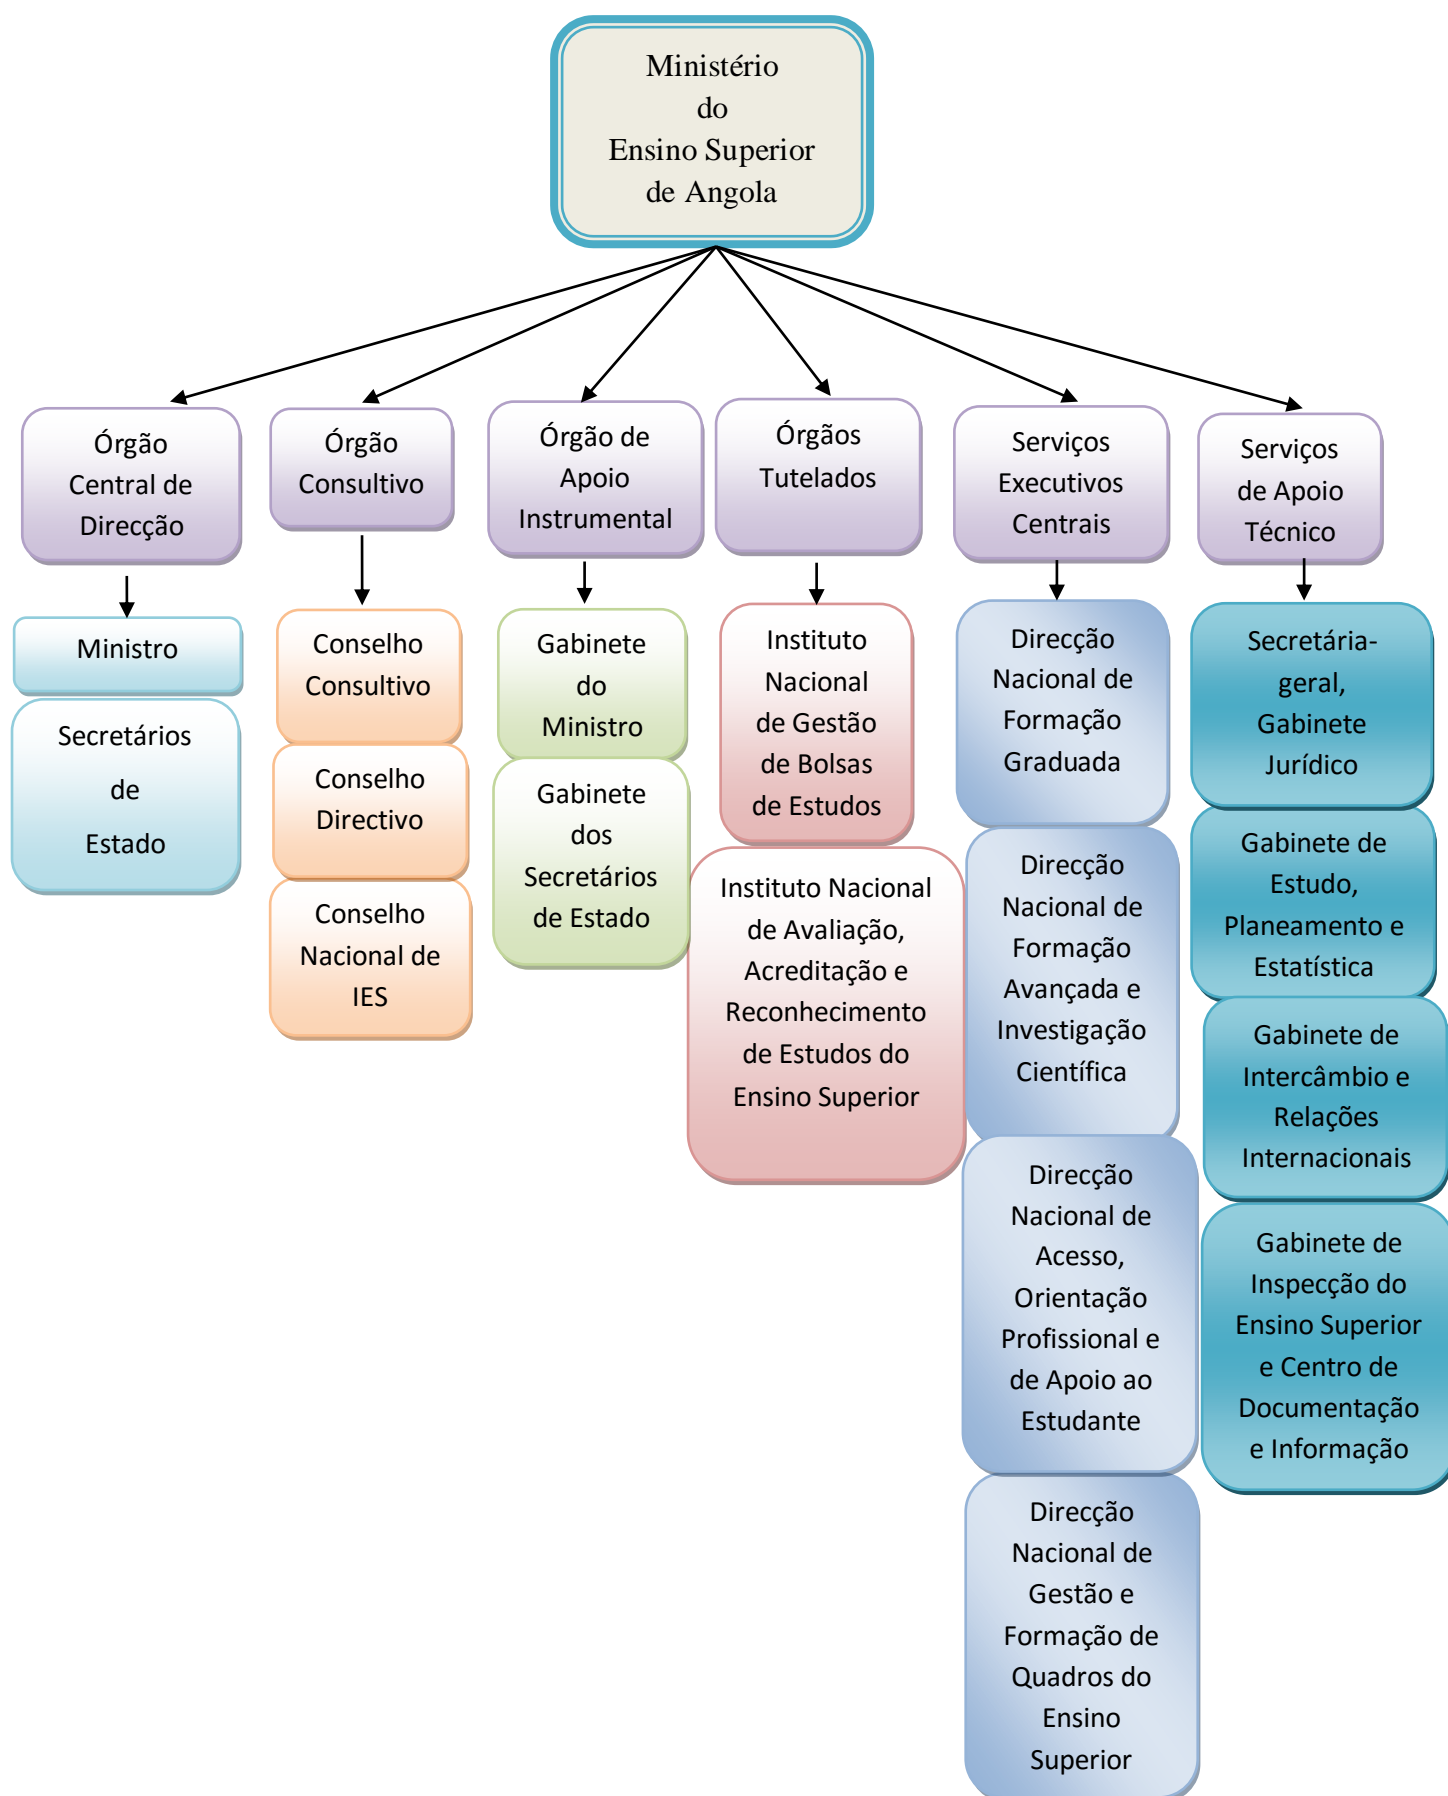 Ministério
do
Ensino Superior
de Angola
Órgão
Central de
Direcção
Órgão
Consultivo
Órgão de
Apoio
Instrumental
Órgãos
Tutelados
Serviços
Executivos
Centrais
Serviços
de Apoio
Técnico
Ministro
Secretários
de
Estado
Conselho
Consultivo
Conselho
Directivo
Conselho
Nacional de
IES
Gabinete
do
Ministro
Gabinete
dos
Secretários
de Estado
Instituto
Nacional
de Gestão
de Bolsas
de Estudos
Instituto Nacional
de Avaliação,
Acreditação e
Reconhecimento
de Estudos do
Ensino Superior
Direcção
Nacional de
Formação
Graduada
Direcção
Nacional de
Formação
Avançada e
Investigação
Científica
Direcção
Nacional de
Acesso,
Orientação
Profissional e
de Apoio ao
Estudante
Direcção
Nacional de
Gestão e
Formação de
Quadros do
Ensino
Superior
Secretária-
geral,
Gabinete
Jurídico
Gabinete de
Estudo,
Planeamento e
Estatística
Gabinete de
Intercâmbio e
Relações
Internacionais
Gabinete de
Inspecção do
Ensino Superior
e Centro de
Documentação
e Informação